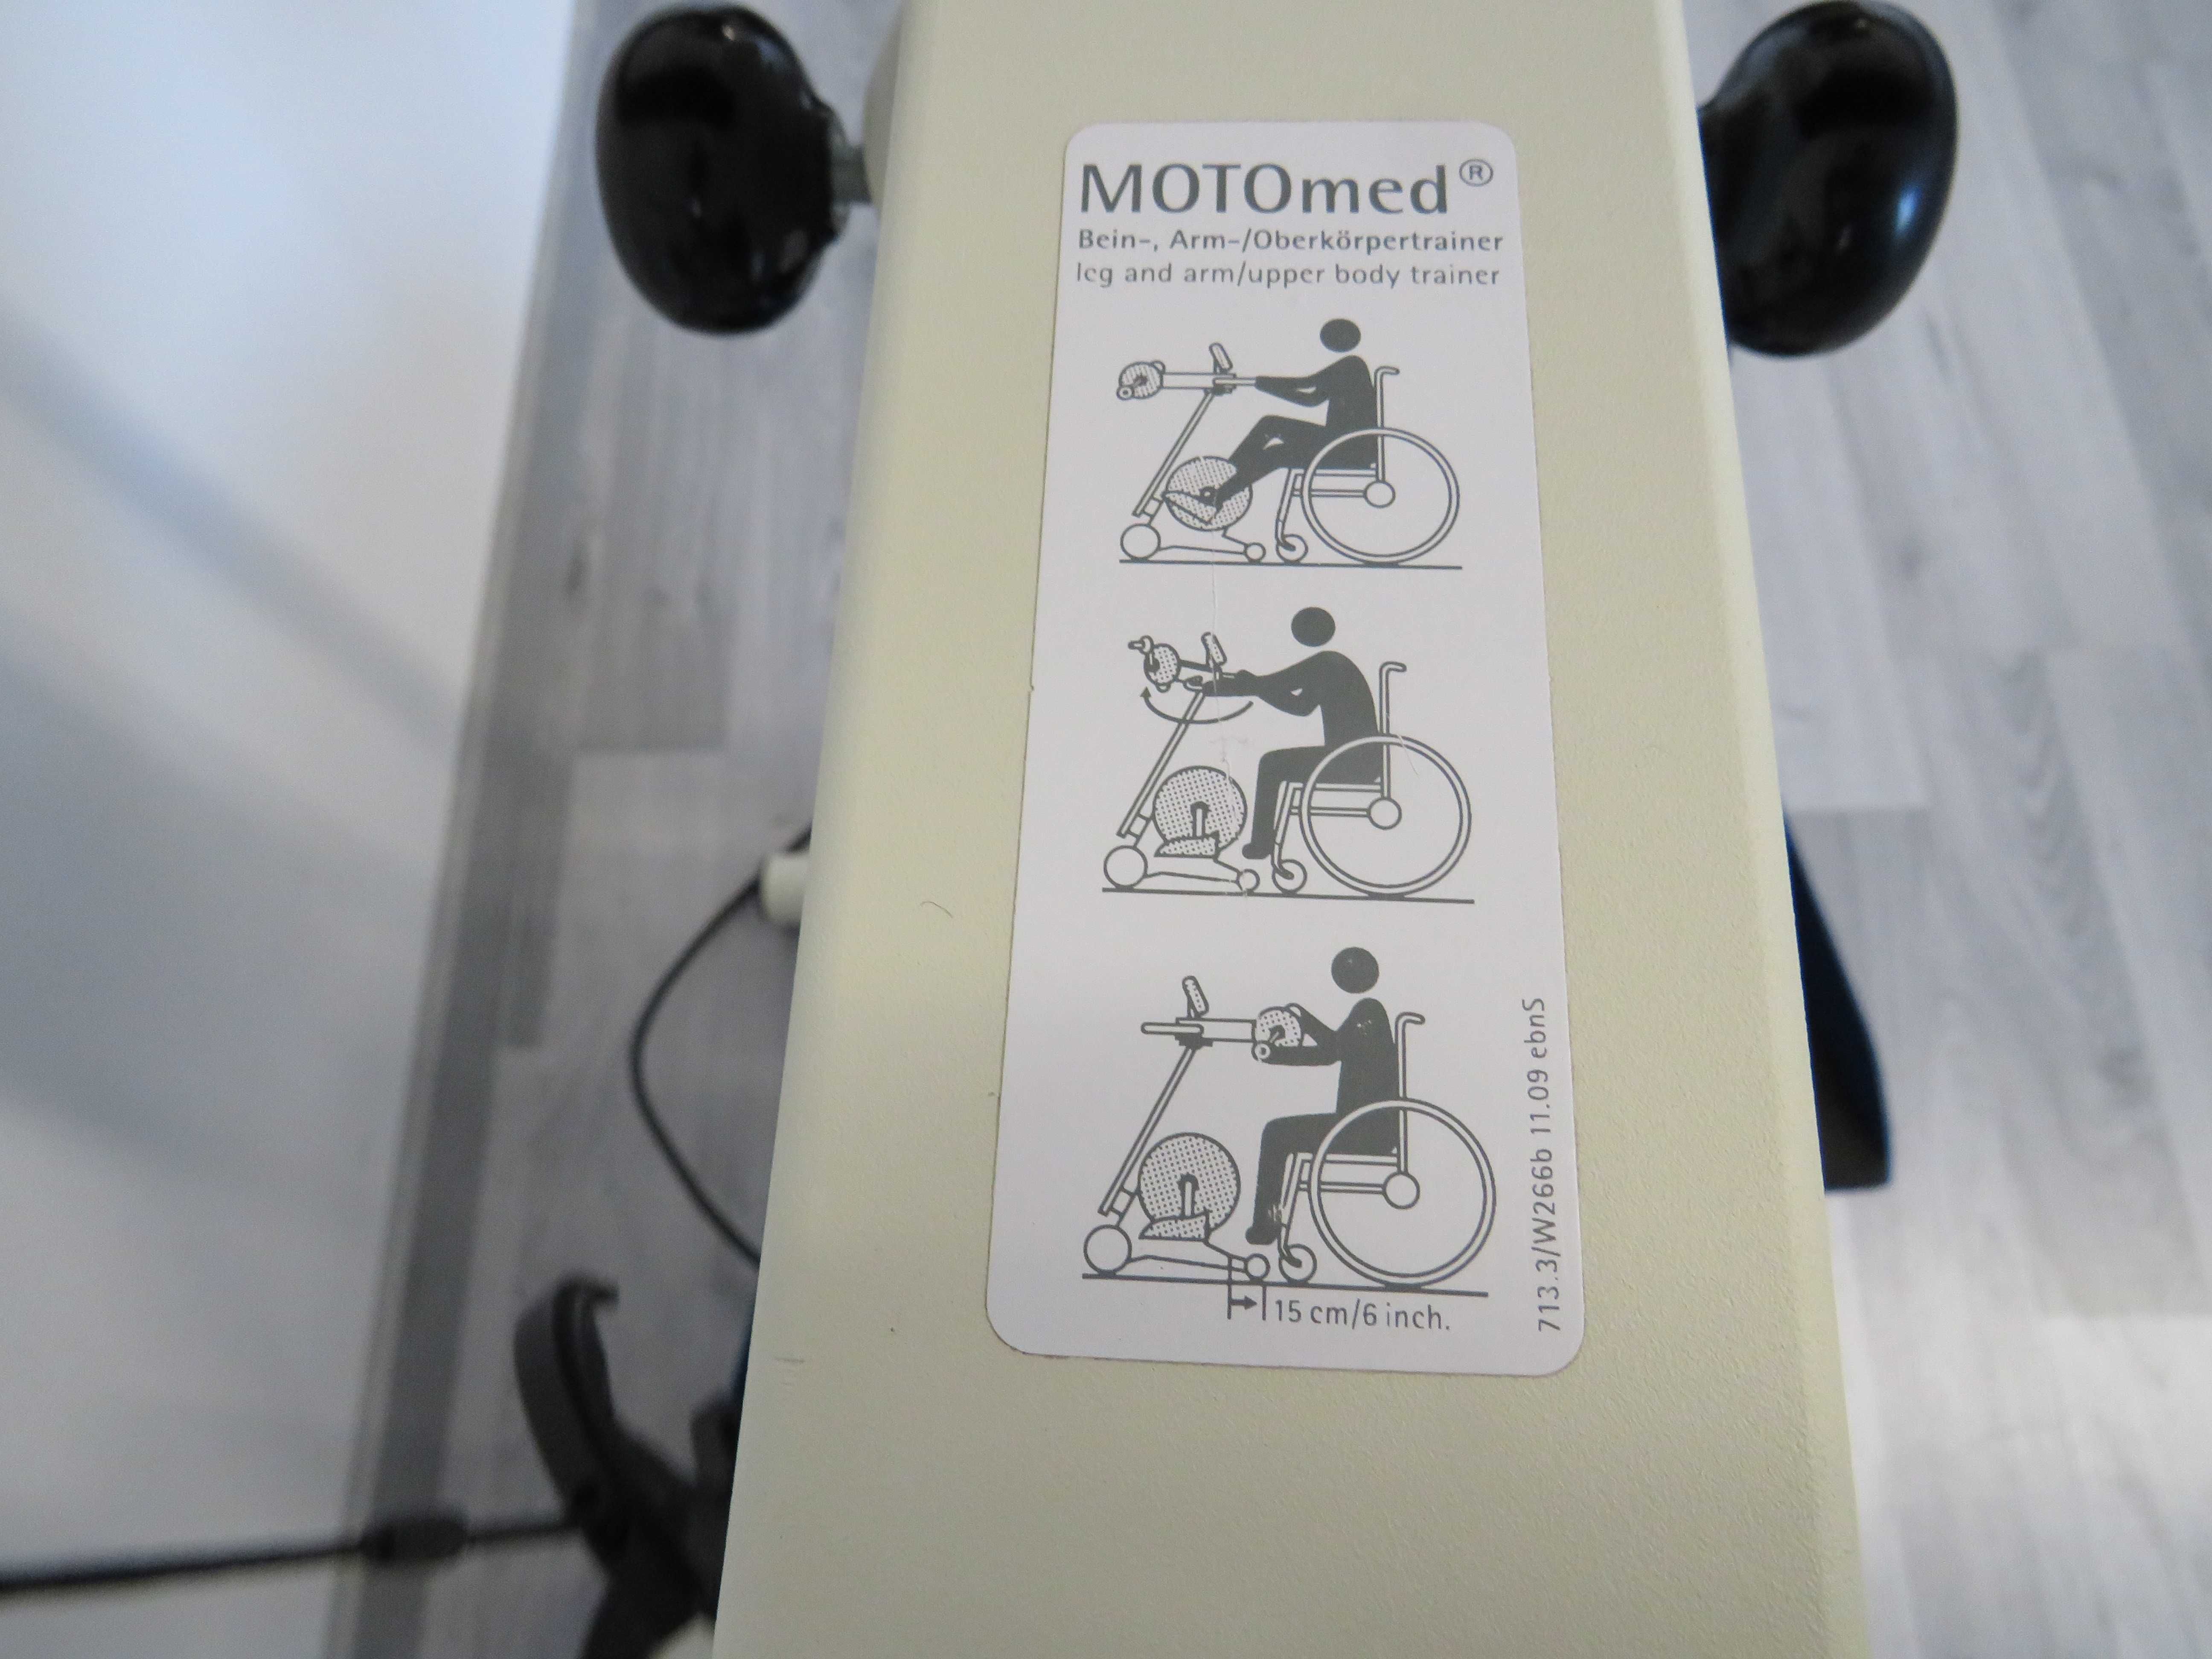 MOTOmed®
Bein-, Arm-/Oberkörpertrainer
leg and arm/upper body trainer
15 cm/6 inch.
713.3/W266b 11.09 ebnS